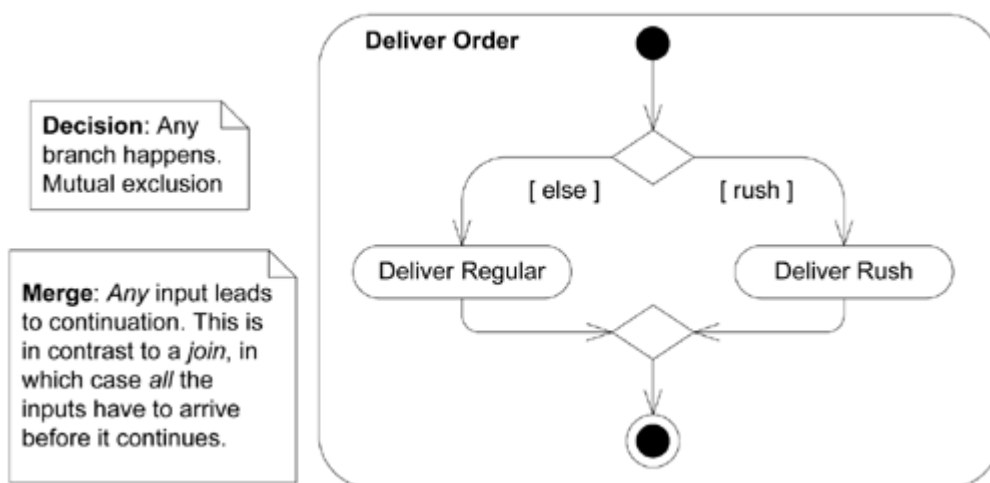 Deliver Order
Decision: Any
branch happens.
Mutual exclusion
[ else ]
[ rush ]
Deliver Regular
Deliver Rush
Merge: Any input leads
to continuation. This is
in contrast to a join, in
which case all the
inputs have to arrive
before it continues.